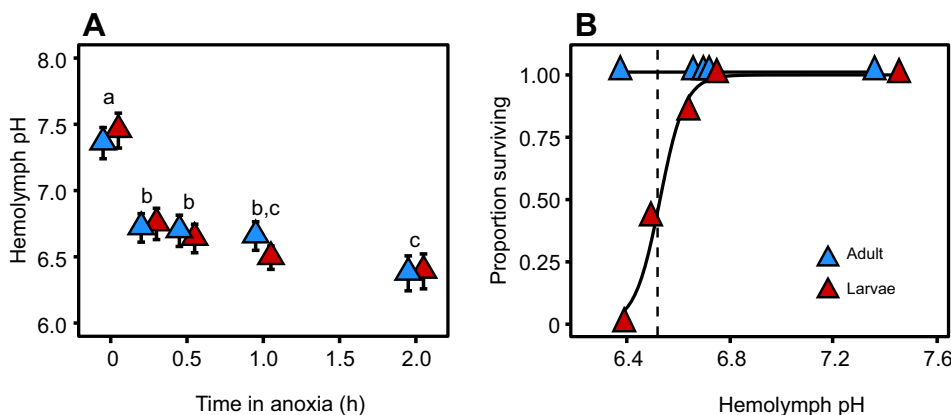 A
8.0
7.5
7.0
6.5
6.0
Hemolymph pH
a
b
b
b,c
c
0
0.5
1.0
1.5
2.0
Time in anoxia (h)
B
1.00
0.75
0.50
0.25
0
Proportion surviving
Adult
Larvae
6.4
6.8
7.2
7.6
Hemolymph pH